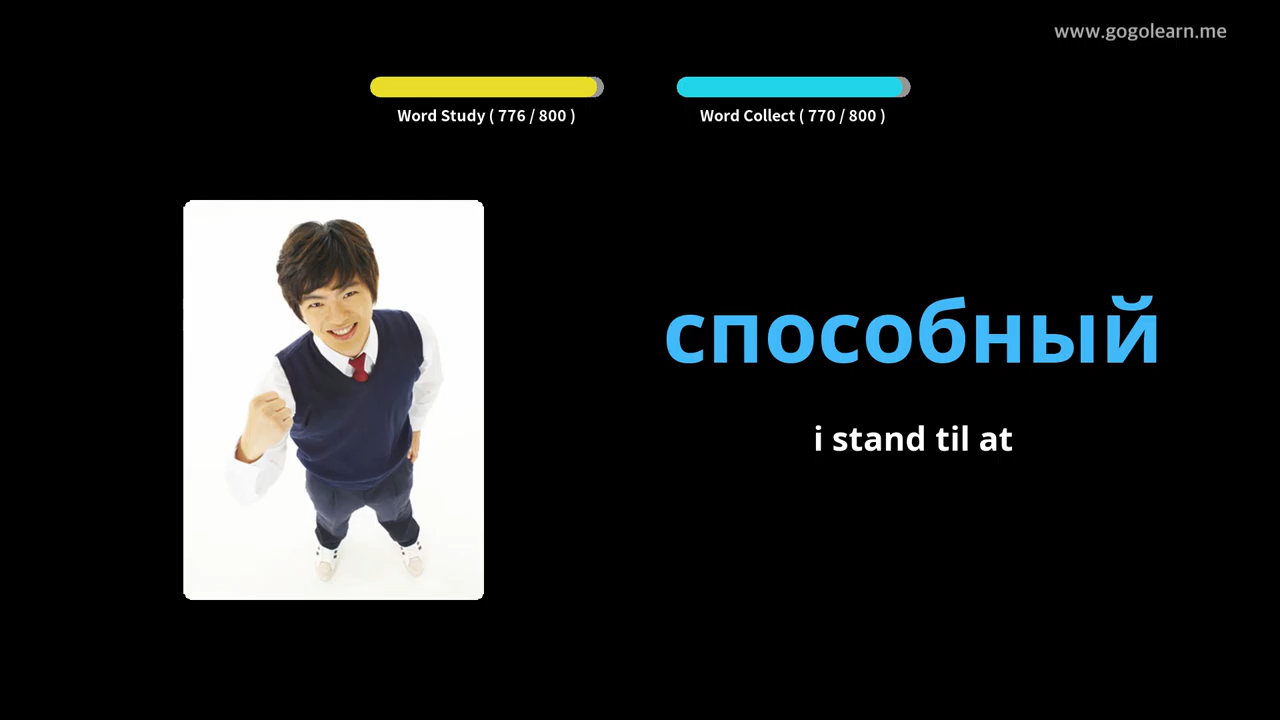 www.gogolearn.me
Word Study ( 776 / 800 )
Word Collect ( 770 / 800 )
способный
i stand til at